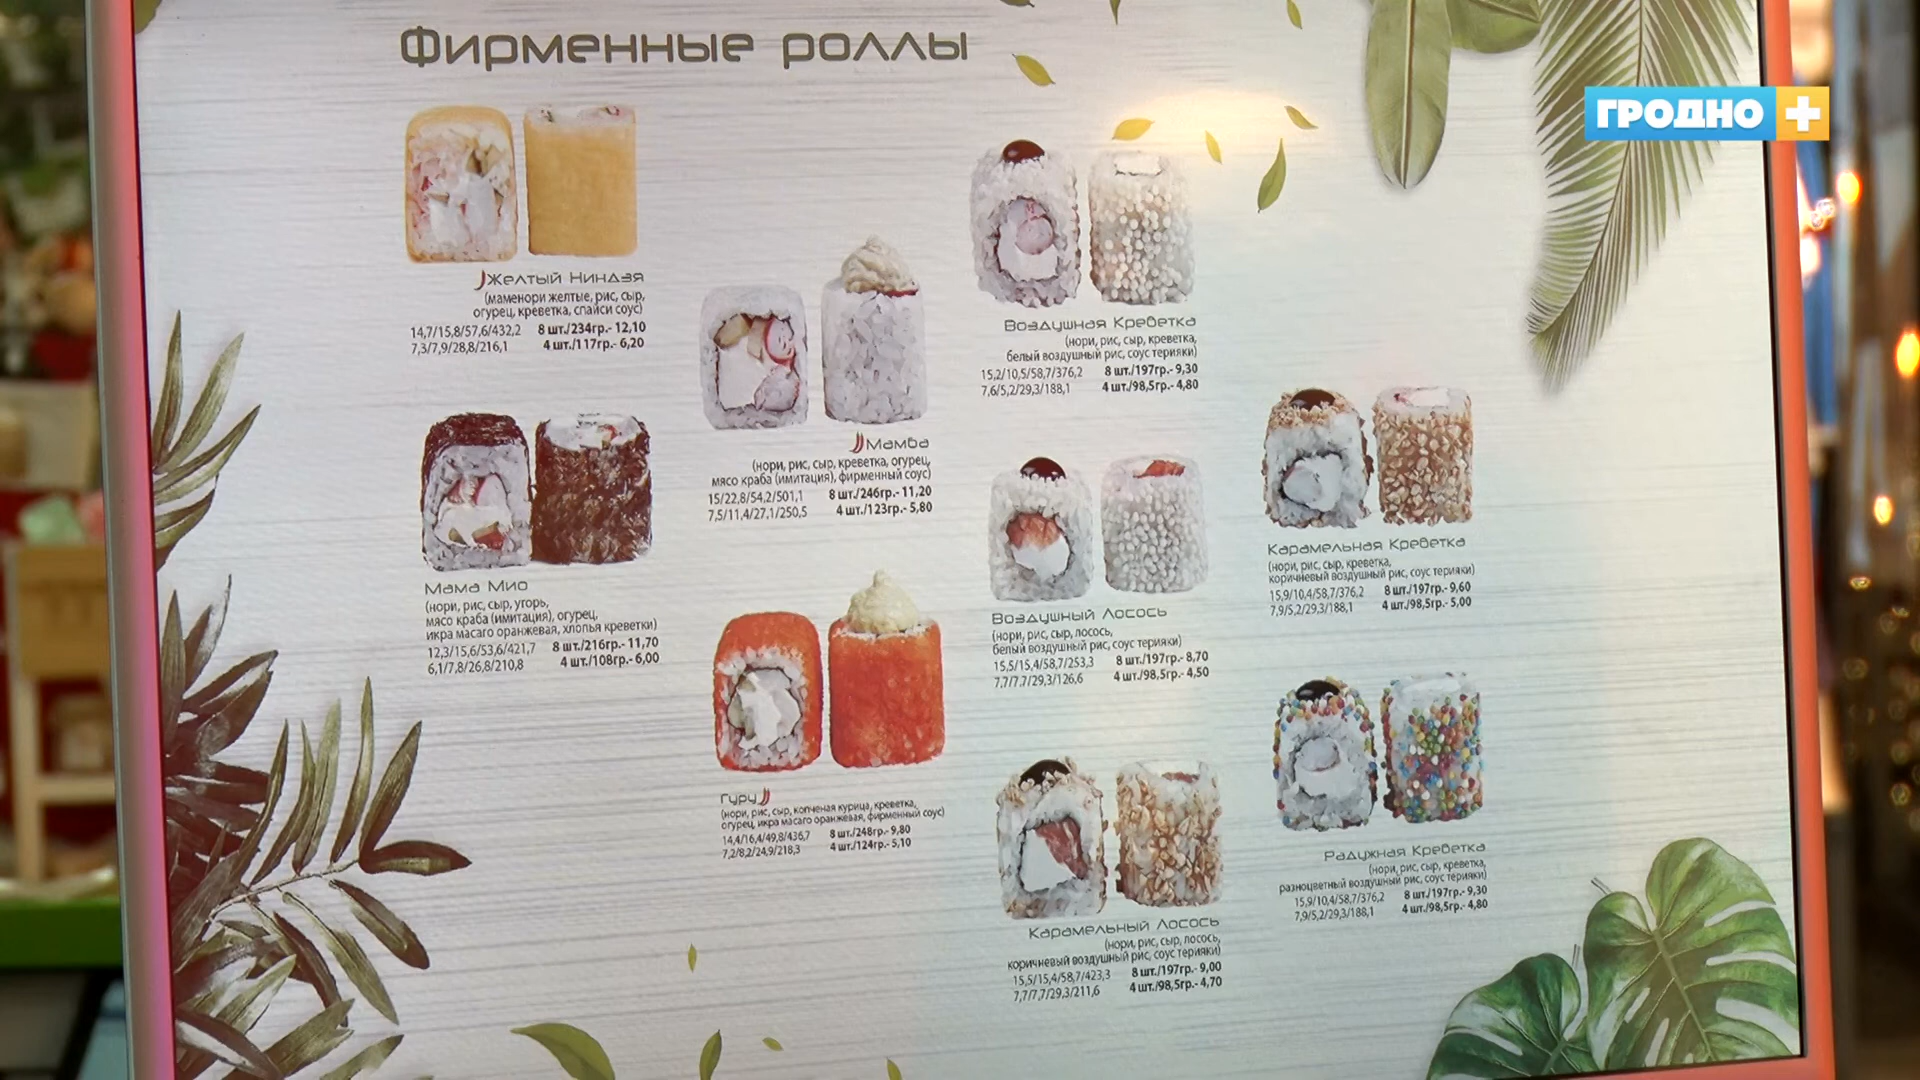 Фирменные роллы
ГРОДНО +
Желтый Ниндзя
(маменори желтые, рис, сыр,
огурец, креветка, спайси соус)
14,7/15,8/57,6/432,2 8 шт./234гр.- 12,10
7,3/7,9/28,8/216,1 4 шт./117гр.- 6,20
Мама Мио
(нори, рис, сыр, угорь,
мясо краба (имитация), огурец,
икра масаго оранжевая, хлопья креветки)
12,3/15,6/53,6/421,7 8 шт./216гр.- 11,70
6,1/7,8/26,8/210,8 4 шт./108гр.- 6,00
Мамба
(нори, рис, сыр, креветка, огурец,
мясо краба (имитация), фирменный соус)
15/22,8/54,2/501,1 8 шт./246гр.- 11,20
7,5/11,4/27,1/250,5 4 шт./123гр.- 5,80
Гуру
(нори, рис, сыр, копченая курица, креветка,
огурец, икра масаго оранжевая, фирменный соус)
14,4/16,4/49,8/436,7 8 шт./248гр.- 9,80
7,2/8,2/24,9/218,3 4 шт./124гр.- 5,10
Воздушная Креветка
(нори, рис, сыр, креветка,
белый воздушный рис, соус терияки)
15,2/10,5/58,7/376,2 8 шт./197гр.- 9,30
7,6/5,2/29,3/188,1 4 шт./98,5гр.- 4,80
Воздушный Лосось
(нори, рис, сыр, лосось,
белый воздушный рис, соус терияки)
15,5/15,4/58,7/253,3 8 шт./197гр.- 8,70
7,7/7,7/29,3/126,6 4 шт./98,5гр.- 4,50
Карамельный Лосось
(нори, рис, сыр, лосось,
коричневый воздушный рис, соус терияки)
15,5/15,4/58,7/423,3 8 шт./197гр.- 9,00
7,7/7,7/29,3/211,6 4 шт./98,5гр.- 4,70
Карамельная Креветка
(нори, рис, сыр, креветка,
коричневый воздушный рис, соус терияки)
15,9/10,4/58,7/376,2 8 шт./197гр.- 9,60
7,9/5,2/29,3/188,1 4 шт./98,5гр.- 5,00
Радужная Креветка
(нори, рис, сыр, креветка,
разноцветный воздушный рис, соус терияки)
15,9/10,4/58,7/376,2 8 шт./197гр.- 9,30
7,9/5,2/29,3/188,1 4 шт./98,5гр.- 4,80